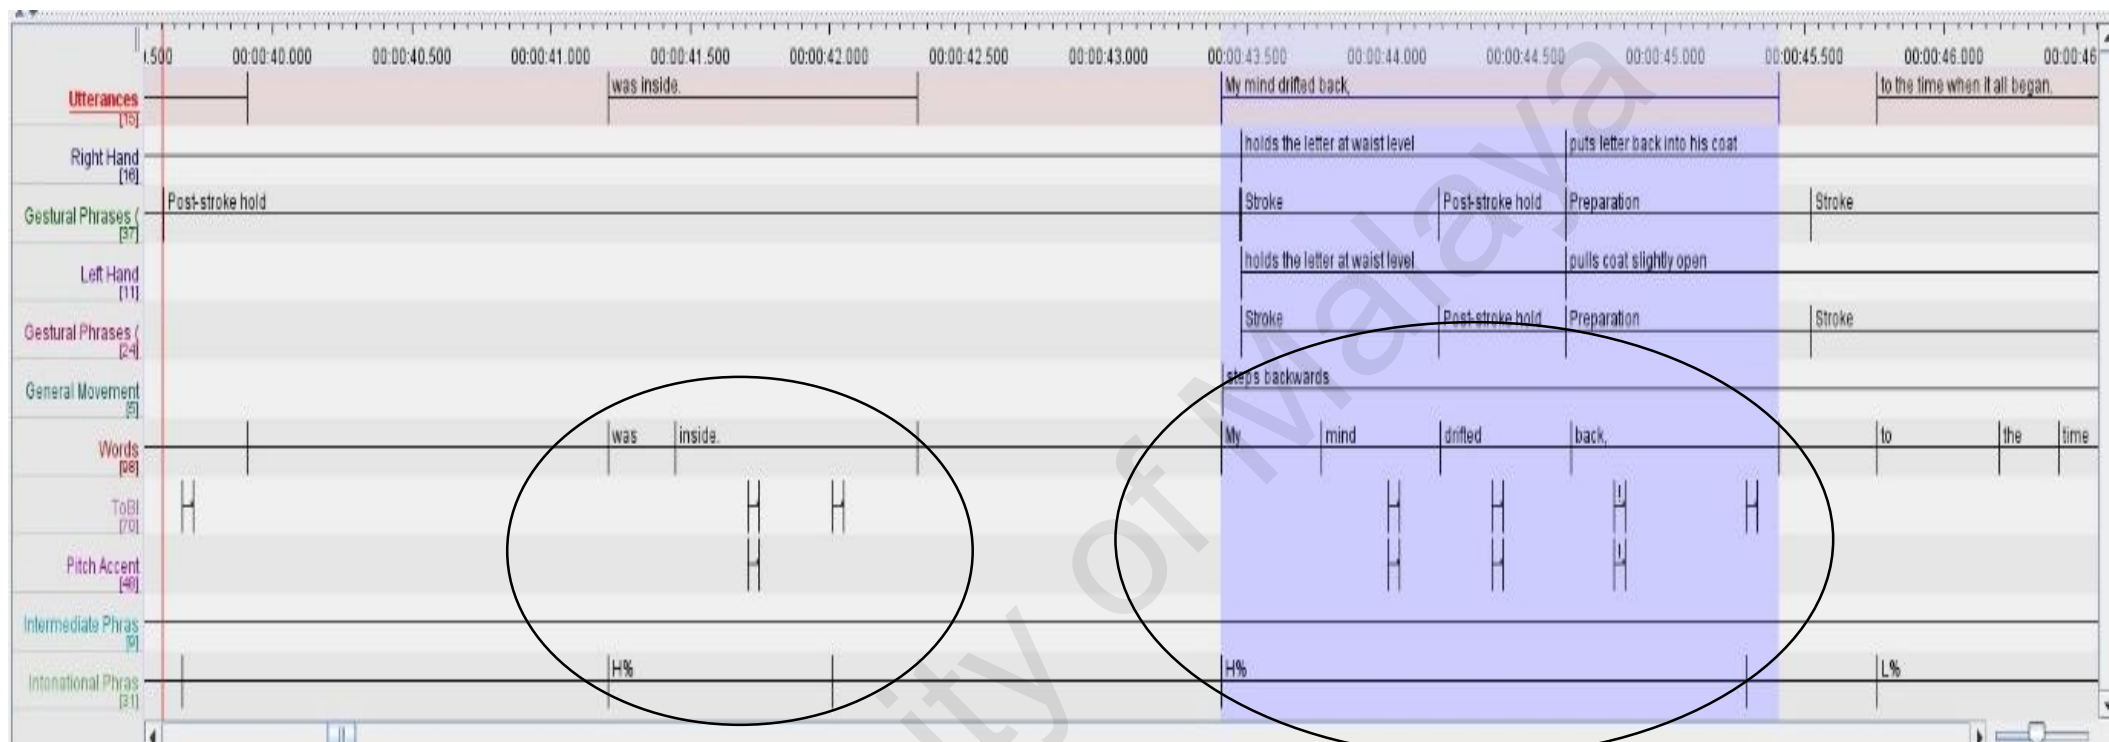 .500 00:00:40.000 00:00:40.500 00:00:41.000 00:00:41.500 00:00:42.000 00:00:42.500 00:00:43.000 00:00:43.500 00:00:44.000 00:00:44.500 00:00:45.000 00:00:45.500 00:00:46.000 00:00:46
Utterances was inside. My mind drifted back, to the time when it all began.
[15]
Right Hand holds the letter at waist level puts letter back into his coat
[16]
Gestural Phrases ( Post-stroke hold Stroke Post-stroke hold Preparation Stroke
[37]
Left Hand holds the letter at waist level pulls coat slightly open
[11]
Gestural Phrases ( Stroke Post-stroke hold Preparation Stroke
[24]
General Movement steps backwards
[5]
Words was inside. My mind drifted back, to the time
[98]
ToBI
[70]
Pitch Accent
[48]
Intermediate Phras
[9]
Intonational Phras H% H% L%
[31]
ity of Malaya